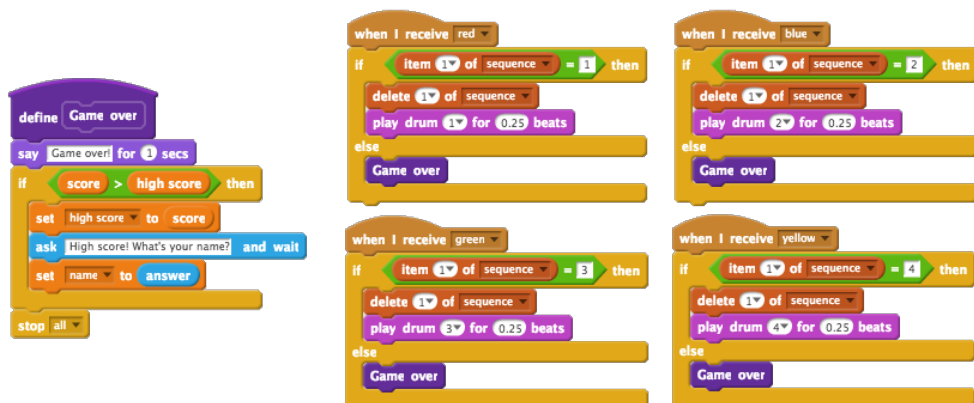 define Game over
say Game over! for 1 secs
if score > high score then
set high score to score
ask High score! What's your name? and wait
set name to answer
stop all
when I receive red
if item 1 of sequence = 1 then
delete 1 of sequence
play drum 1 for 0.25 beats
else
Game over
when I receive blue
if item 1 of sequence = 2 then
delete 1 of sequence
play drum 2 for 0.25 beats
else
Game over
when I receive green
if item 1 of sequence = 3 then
delete 1 of sequence
play drum 3 for 0.25 beats
else
Game over
when I receive yellow
if item 1 of sequence = 4 then
delete 1 of sequence
play drum 4 for 0.25 beats
else
Game over